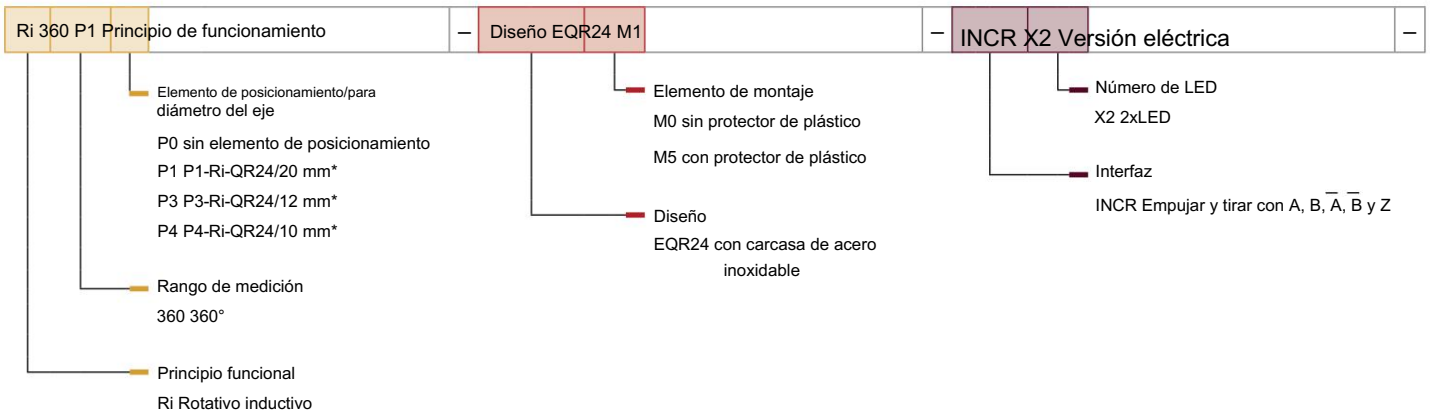 Ri 360 P1 Principio de funcionamiento – Diseño EQR24 M1 – INCR X2 Versión eléctrica –
Elemento de posicionamiento/para
diámetro del eje
P0 sin elemento de posicionamiento
P1 P1-Ri-QR24/20 mm*
P3 P3-Ri-QR24/12 mm*
P4 P4-Ri-QR24/10 mm*
Rango de medición
360 360°
Principio funcional
Ri Rotativo inductivo
Elemento de montaje
M0 sin protector de plástico
M5 con protector de plástico
Diseño
EQR24 con carcasa de acero
inoxidable
Número de LED
X2 2xLED
Interfaz
INCR Empujar y tirar con A, B, A̅, B̅ y Z